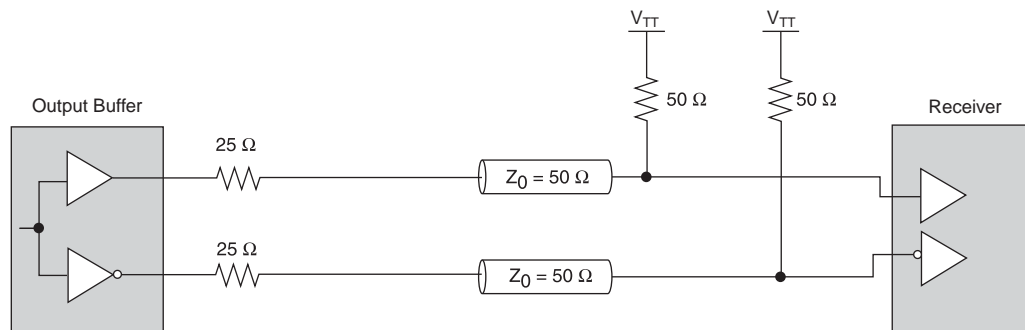 V_TT
V_TT
50 Ω
50 Ω
Output Buffer
Receiver
25 Ω
Z_0 = 50 Ω
25 Ω
Z_0 = 50 Ω